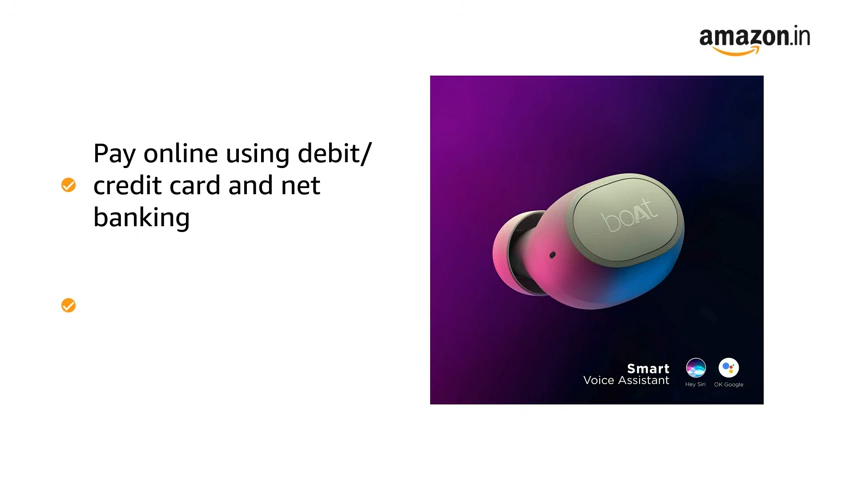 amazon.in
Pay online using debit/
credit card and net
banking
boAt
Smart
Voice Assistant
Hey Siri
OK Google